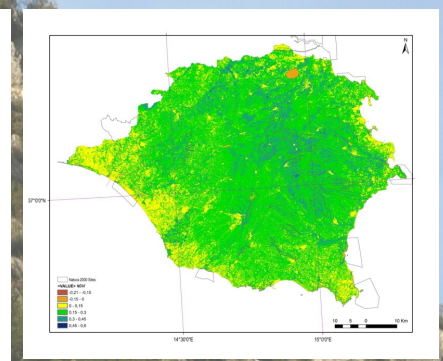 N
37°0'0"N
Natura 2000 Sites
<VALUE> NDVI
-0,21 - -0,15
-0,15 - 0
0 - 0,15
0,15 - 0,3
0,3 - 0,45
0,45 - 0,6
10 5 0 10 Km
14°30'0"E 15°0'E